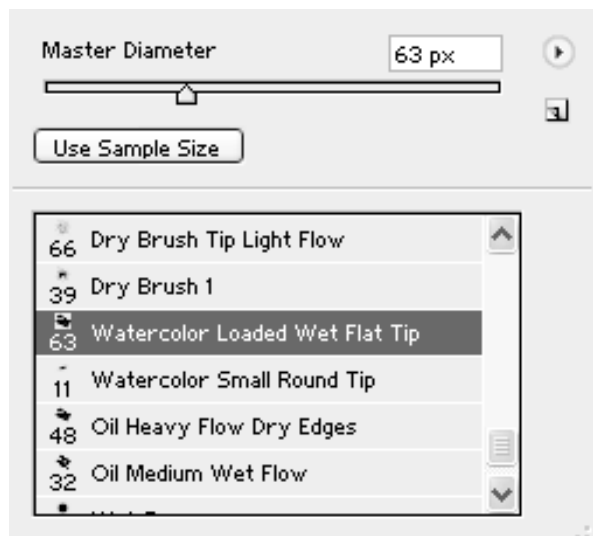 Master Diameter 63 px
Use Sample Size
66 Dry Brush Tip Light Flow
39 Dry Brush 1
63 Watercolor Loaded Wet Flat Tip
11 Watercolor Small Round Tip
48 Oil Heavy Flow Dry Edges
32 Oil Medium Wet Flow